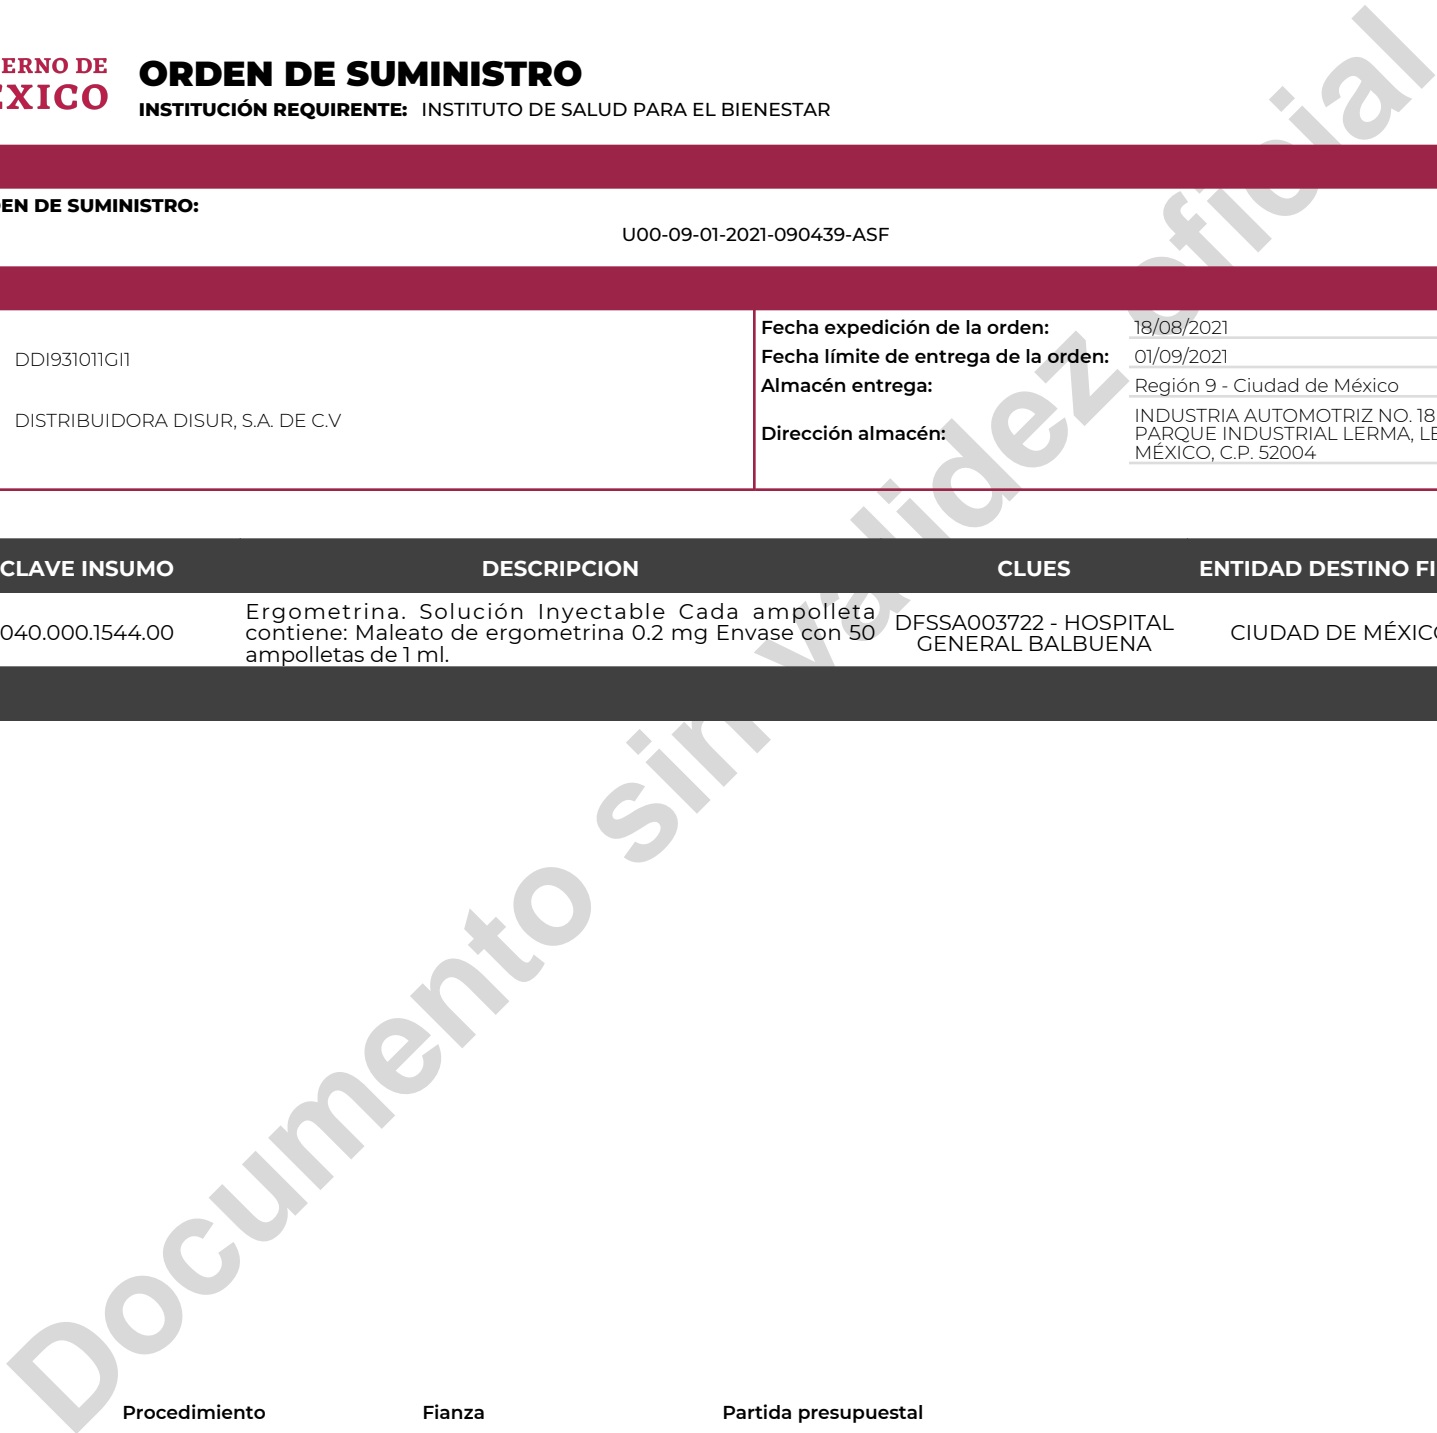 ERNO DE
ÉXICO
ORDEN DE SUMINISTRO
INSTITUCIÓN REQUIRENTE: INSTITUTO DE SALUD PARA EL BIENESTAR
EN DE SUMINISTRO:
U00-09-01-2021-090439-ASF
DDI931011GI1
DISTRIBUIDORA DISUR, S.A. DE C.V
Fecha expedición de la orden: 18/08/2021
Fecha límite de entrega de la orden: 01/09/2021
Almacén entrega: Región 9 - Ciudad de México
Dirección almacén:
INDUSTRIA AUTOMOTRIZ NO. 18
PARQUE INDUSTRIAL LERMA, LE
MÉXICO, C.P. 52004
CLAVE INSUMO DESCRIPCION CLUES ENTIDAD DESTINO FI
040.000.1544.00
Ergometrina. Solución Inyectable Cada ampolleta
contiene: Maleato de ergometrina 0.2 mg Envase con 50
ampolletas de 1 ml.
DFSSA003722 - HOSPITAL
GENERAL BALBUENA
CIUDAD DE MÉXICO
Documento sin validez oficial
Procedimiento Fianza Partida presupuestal